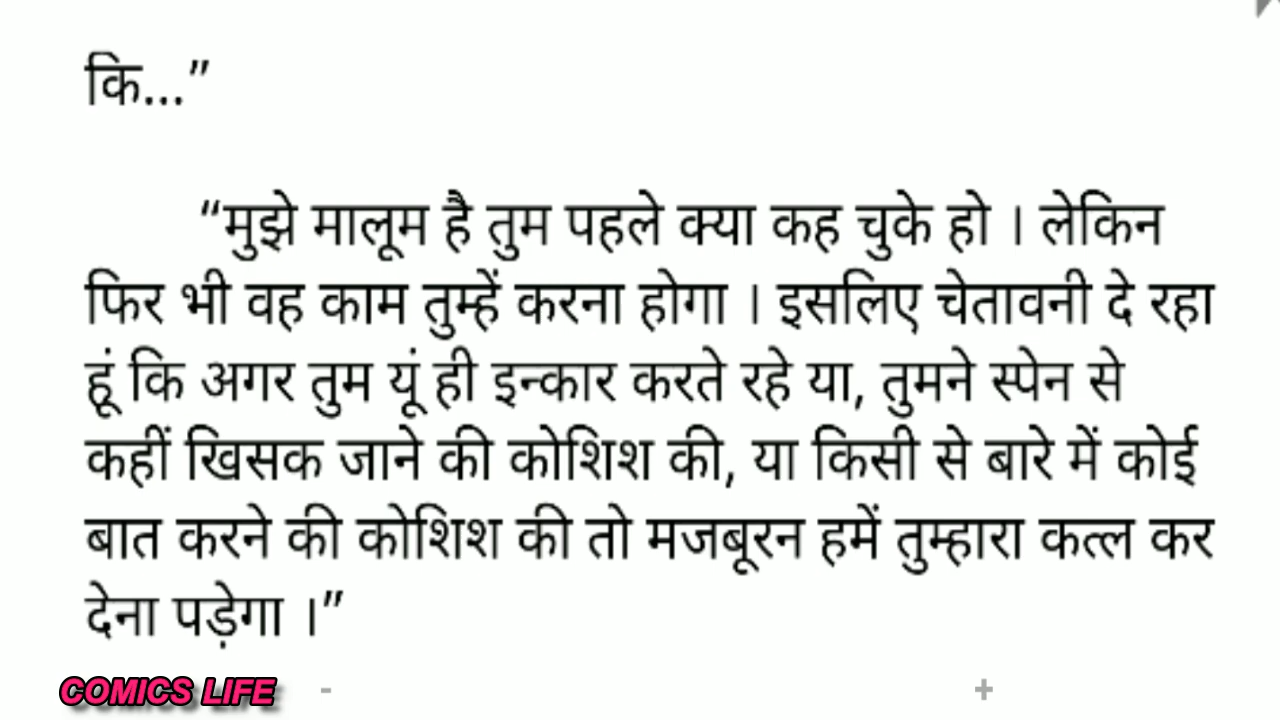 कि...”
“मुझे मालूम है तुम पहले क्या कह चुके हो । लेकिन
फिर भी वह काम तुम्हें करना होगा । इसलिए चेतावनी दे रहा
हूं कि अगर तुम यूं ही इन्कार करते रहे या, तुमने स्पेन से
कहीं खिसक जाने की कोशिश की, या किसी से बारे में कोई
बात करने की कोशिश की तो मजबूरन हमें तुम्हारा कत्ल कर
देना पड़ेगा ।”
COMICS LIFE - +